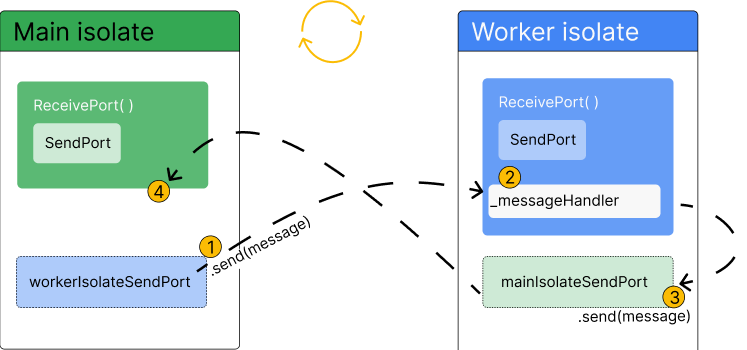 Main isolate
ReceivePort( )
SendPort
4
1
.send(message)
workerIsolateSendPort
Worker isolate
ReceivePort( )
SendPort
2
_messageHandler
mainIsolateSendPort
3
.send(message)